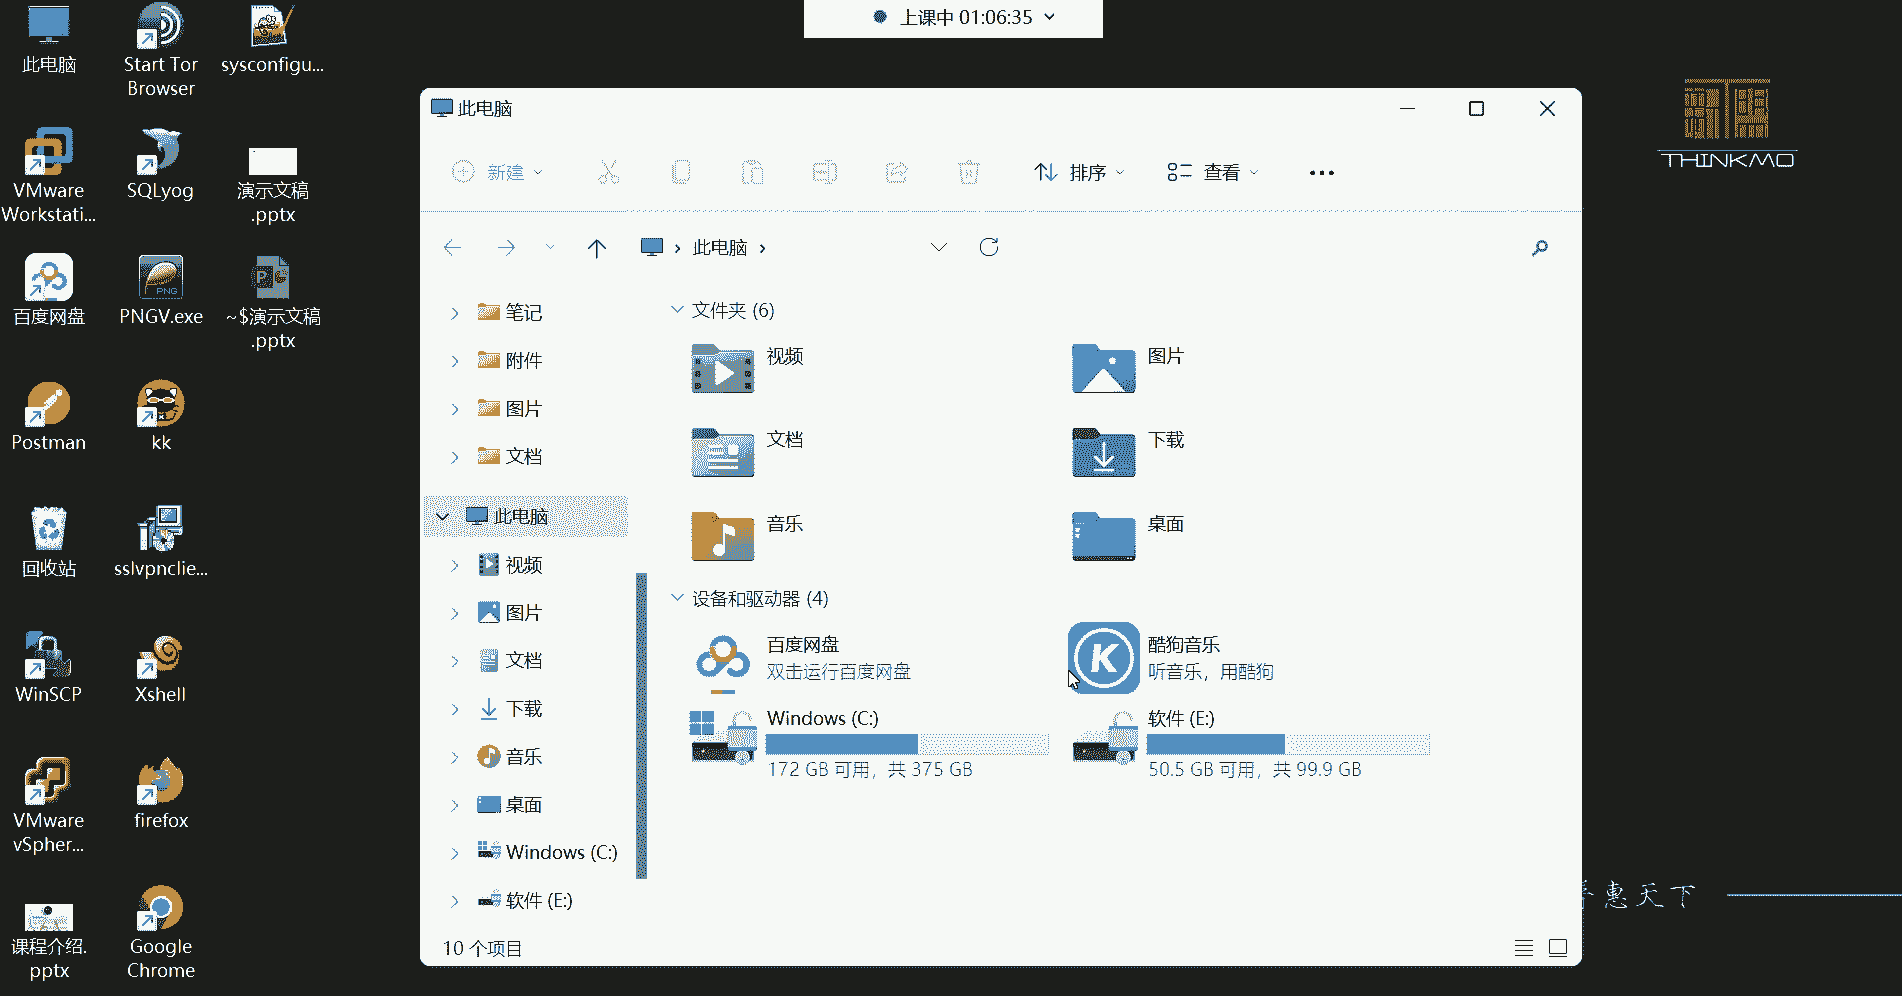 上课中 01:06:35
此电脑
Start Tor
Browser
sysconfigu...
VMware
Workstati...
SQLyog
演示文稿
.pptx
百度网盘
PNGV.exe
PNG
~$演示文稿
.pptx
Postman
kk
回收站
sslvpnclie...
WinSCP
Xshell
VMware
vSpher...
firefox
课程介绍.
pptx
Google
Chrome
THINKMO
此电脑
新建
排序
查看
此电脑
笔记
附件
图片
文档
此电脑
视频
图片
文档
下载
音乐
桌面
Windows (C:)
软件 (E:)
文件夹 (6)
视频
图片
文档
下载
音乐
桌面
设备和驱动器 (4)
百度网盘
双击运行百度网盘
K
酷狗音乐
听音乐，用酷狗
Windows (C:)
172 GB 可用，共 375 GB
软件 (E:)
50.5 GB 可用，共 99.9 GB
10 个项目
惠天下